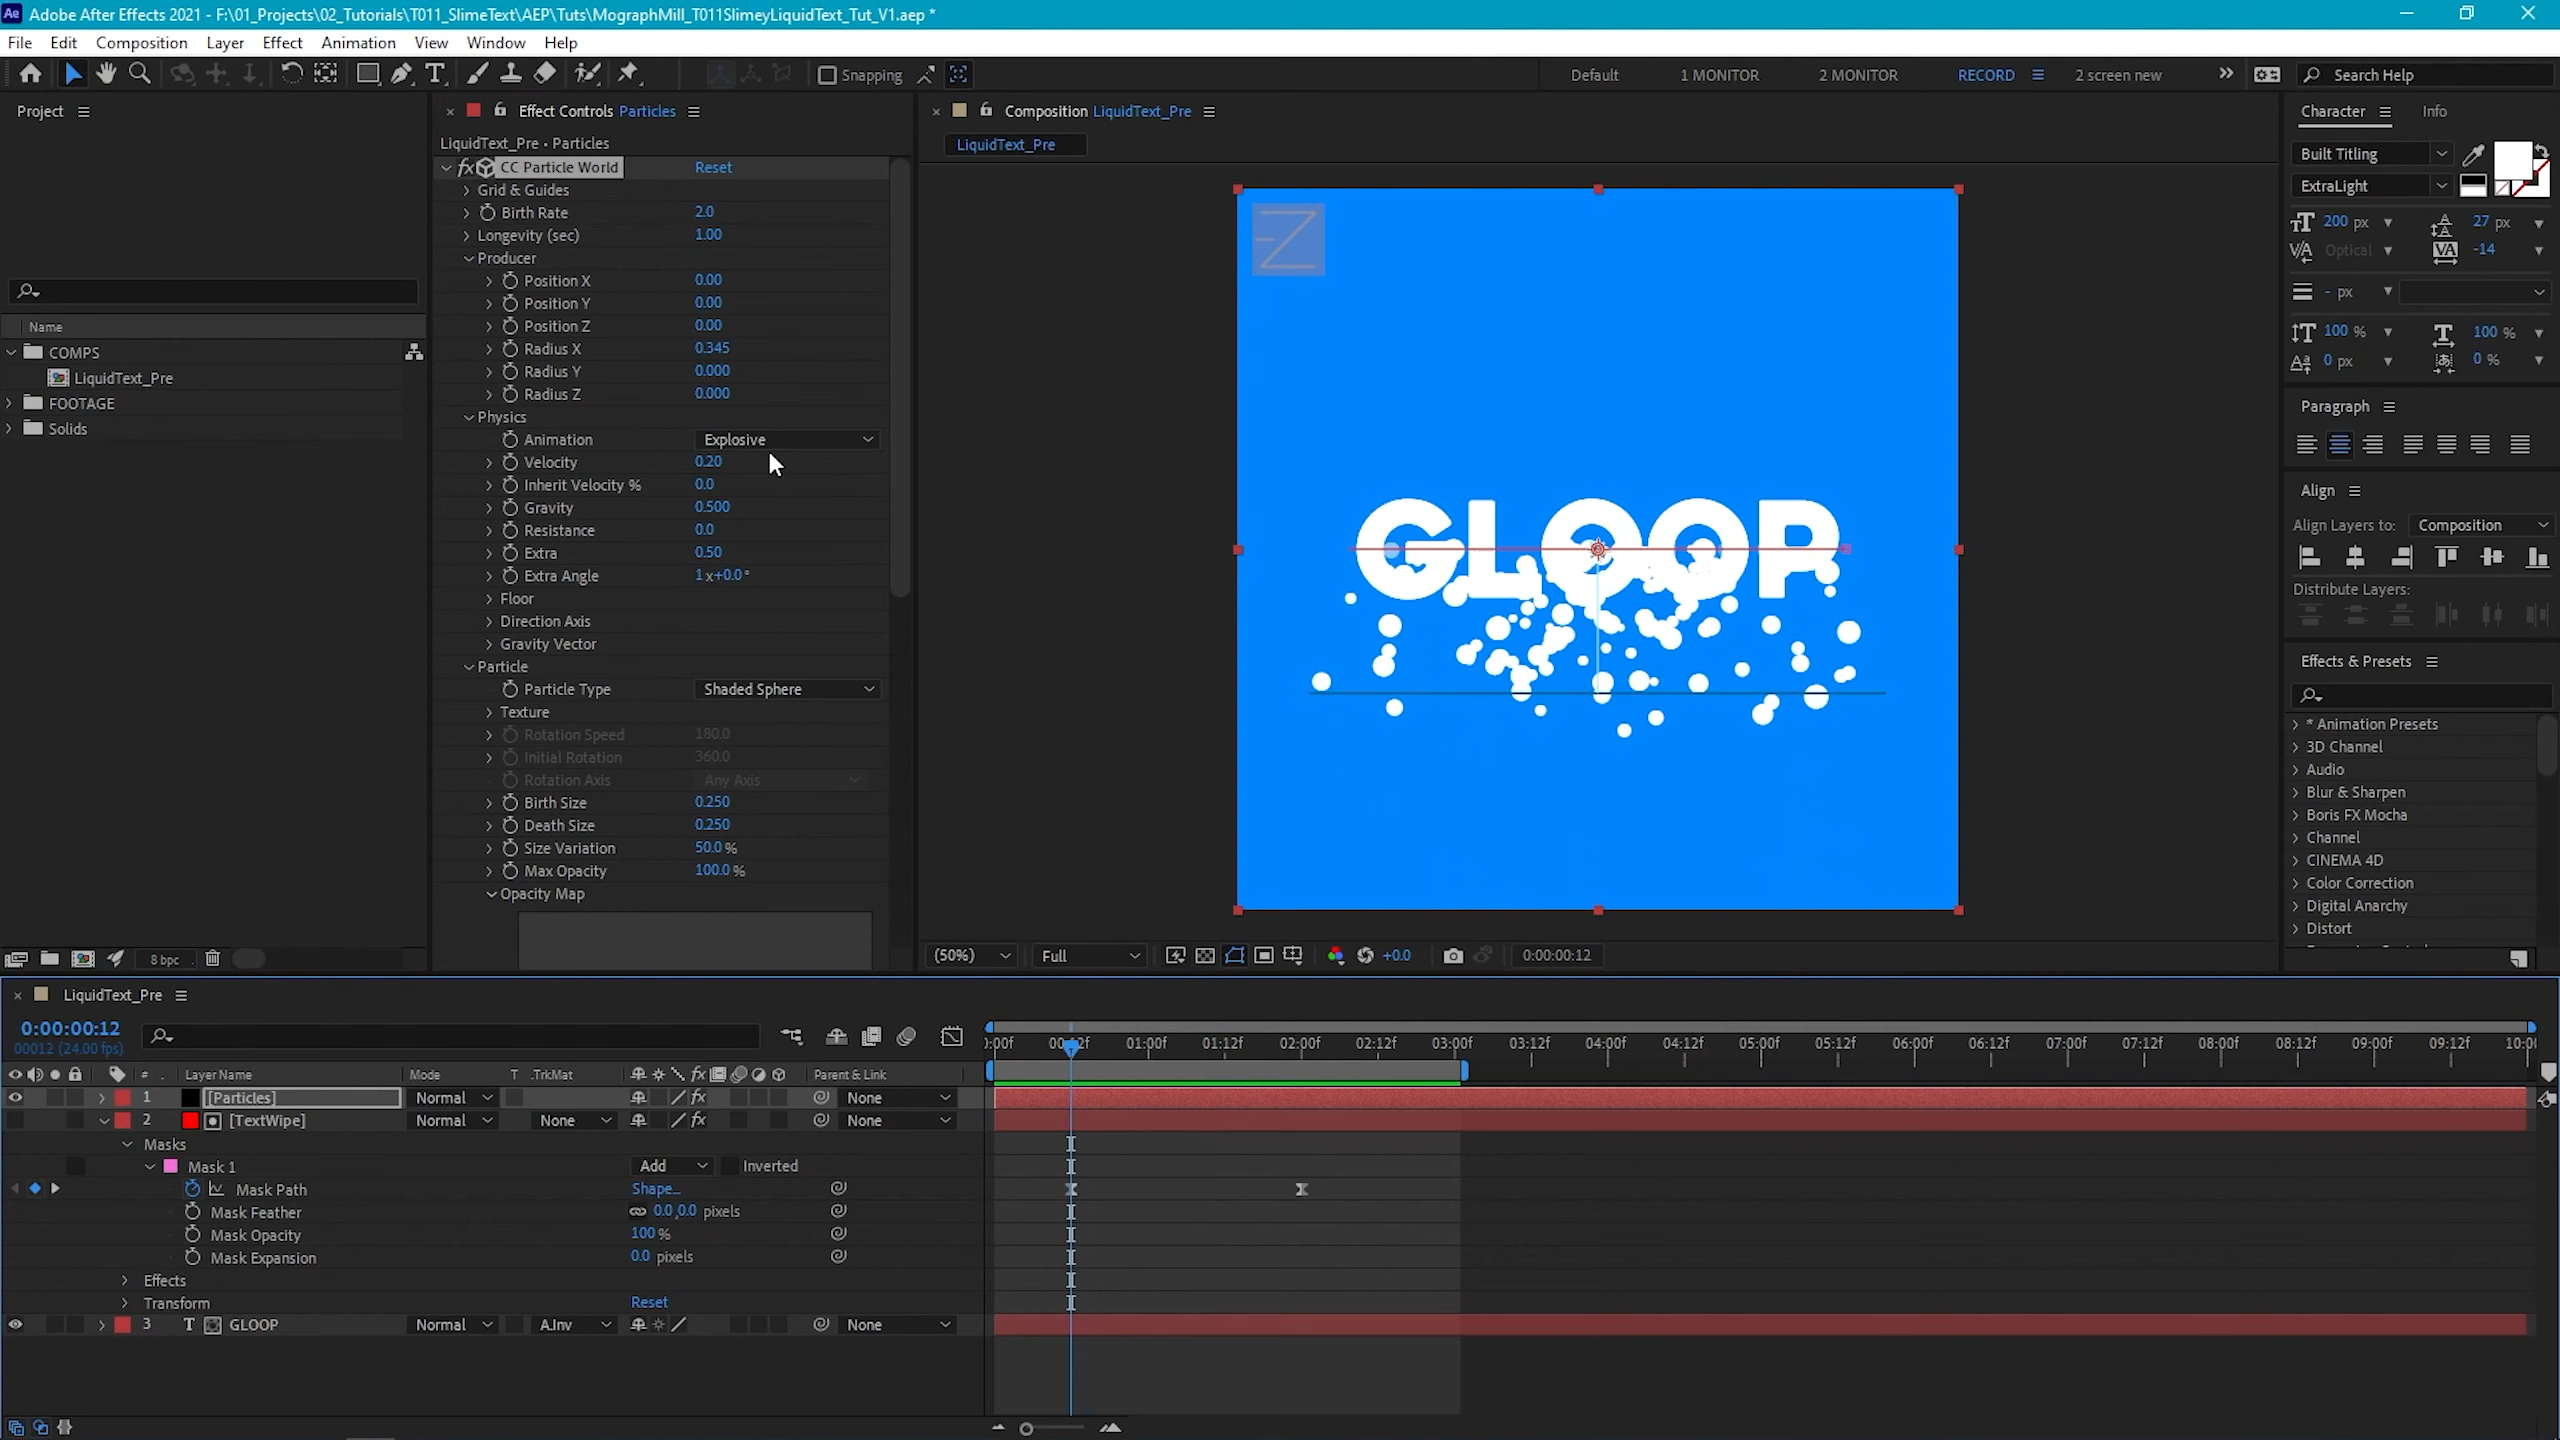 Adobe After Effects 2021 - F:\01_Projects\02_Tutorials\T011_SlimeText\AEP\Tuts\MographMill_T011SlimeyLiquidText_Tut_V1.aep *
File Edit Composition Layer Effect Animation View Window Help
Snapping Default 1 MONITOR 2 MONITOR RECORD 2 screen new Search Help
Project
Name
COMPS
LiquidText_Pre
FOOTAGE
Solids
8 bpc
Effect Controls Particles
LiquidText_Pre • Particles
fx CC Particle World Reset
Grid & Guides
Birth Rate 2.0
Longevity (sec) 1.00
Producer
Position X 0.00
Position Y 0.00
Position Z 0.00
Radius X 0.345
Radius Y 0.000
Radius Z 0.000
Physics
Animation Explosive
Velocity 0.20
Inherit Velocity % 0.0
Gravity 0.500
Resistance 0.0
Extra 0.50
Extra Angle 1x+0.0°
Floor
Direction Axis
Gravity Vector
Particle
Particle Type Shaded Sphere
Texture
Rotation Speed 180.0
Initial Rotation 360.0
Rotation Axis Any Axis
Birth Size 0.250
Death Size 0.250
Size Variation 50.0 %
Max Opacity 100.0 %
Opacity Map
Composition LiquidText_Pre
LiquidText_Pre
GLOOP
(50%) Full +0.0 0:00:00:12
Character Info
Built Titling
ExtraLight
200 px 27 px
Optical -14
- px
100 % 100 %
0 px 0 %
Paragraph
Align
Align Layers to: Composition
Distribute Layers:
Effects & Presets
* Animation Presets
3D Channel
Audio
Blur & Sharpen
Boris FX Mocha
Channel
CINEMA 4D
Color Correction
Digital Anarchy
Distort
LiquidText_Pre
0:00:00:12
00012 (24.00 fps)
):00f 00:12f 01:00f 01:12f 02:00f 02:12f 03:00f 03:12f 04:00f 04:12f 05:00f 05:12f 06:00f 06:12f 07:00f 07:12f 08:00f 08:12f 09:00f 09:12f 10:0
# Layer Name Mode T .TrkMat fx Parent & Link
1 [Particles] Normal fx None
2 [TextWipe] Normal None fx None
Masks
Mask 1 Add Inverted
Mask Path Shape...
Mask Feather 0.0,0.0 pixels
Mask Opacity 100 %
Mask Expansion 0.0 pixels
Effects
Transform Reset
3 T GLOOP Normal A.Inv None